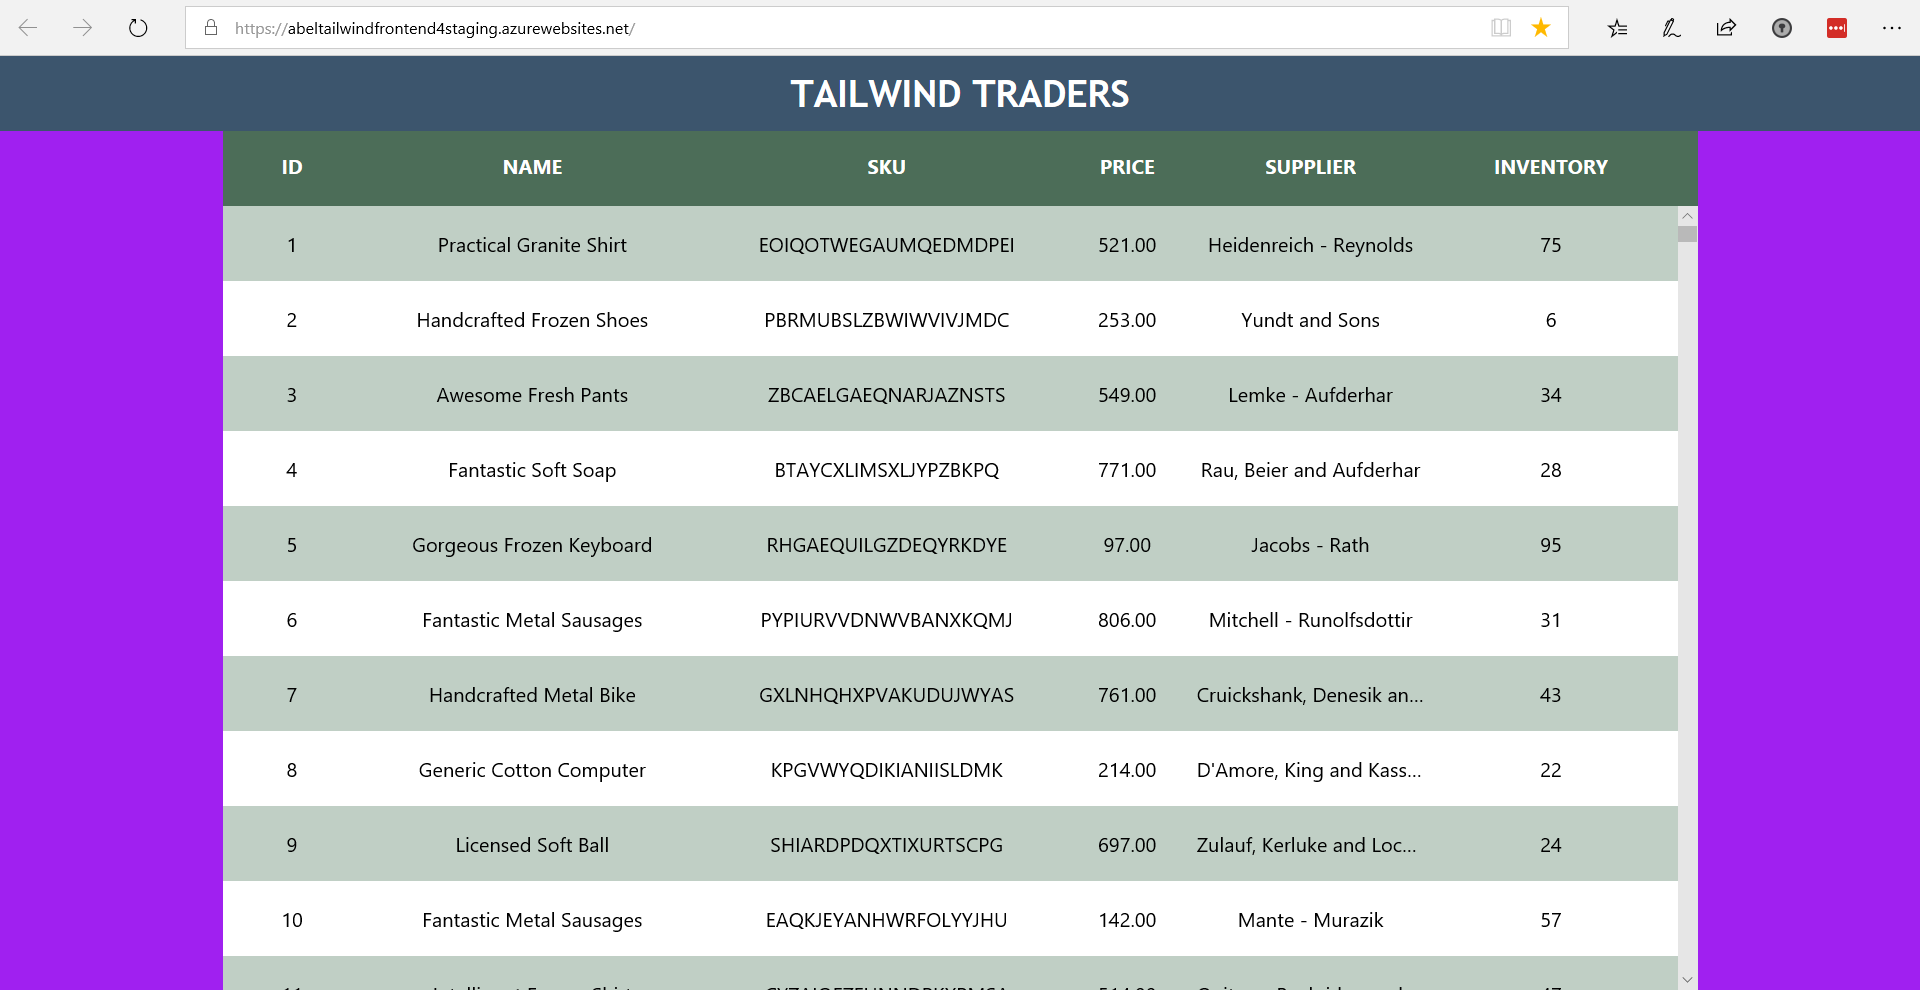 https://abeltailwindfrontend4staging.azurewebsites.net/
TAILWIND TRADERS
ID NAME SKU PRICE SUPPLIER INVENTORY
1 Practical Granite Shirt EOIQOTWEGAUMQEDMDPEI 521.00 Heidenreich - Reynolds 75
2 Handcrafted Frozen Shoes PBRMUBSLZBWIWVIVJMDC 253.00 Yundt and Sons 6
3 Awesome Fresh Pants ZBCAELGAEQNARJAZNSTS 549.00 Lemke - Aufderhar 34
4 Fantastic Soft Soap BTAYCXLIMSXLJYPZBKPQ 771.00 Rau, Beier and Aufderhar 28
5 Gorgeous Frozen Keyboard RHGAEQUILGZDEQYRKDYE 97.00 Jacobs - Rath 95
6 Fantastic Metal Sausages PYPIURVVDNWVBANXKQMJ 806.00 Mitchell - Runolfsdottir 31
7 Handcrafted Metal Bike GXLNHQHXPVAKUDUJWYAS 761.00 Cruickshank, Denesik an... 43
8 Generic Cotton Computer KPGVWYQDIKIANIISLDMK 214.00 D'Amore, King and Kass... 22
9 Licensed Soft Ball SHIARDPDQXTIXURTSCPG 697.00 Zulauf, Kerluke and Loc... 24
10 Fantastic Metal Sausages EAQKJEYANHWRFOLYYJHU 142.00 Mante - Murazik 57